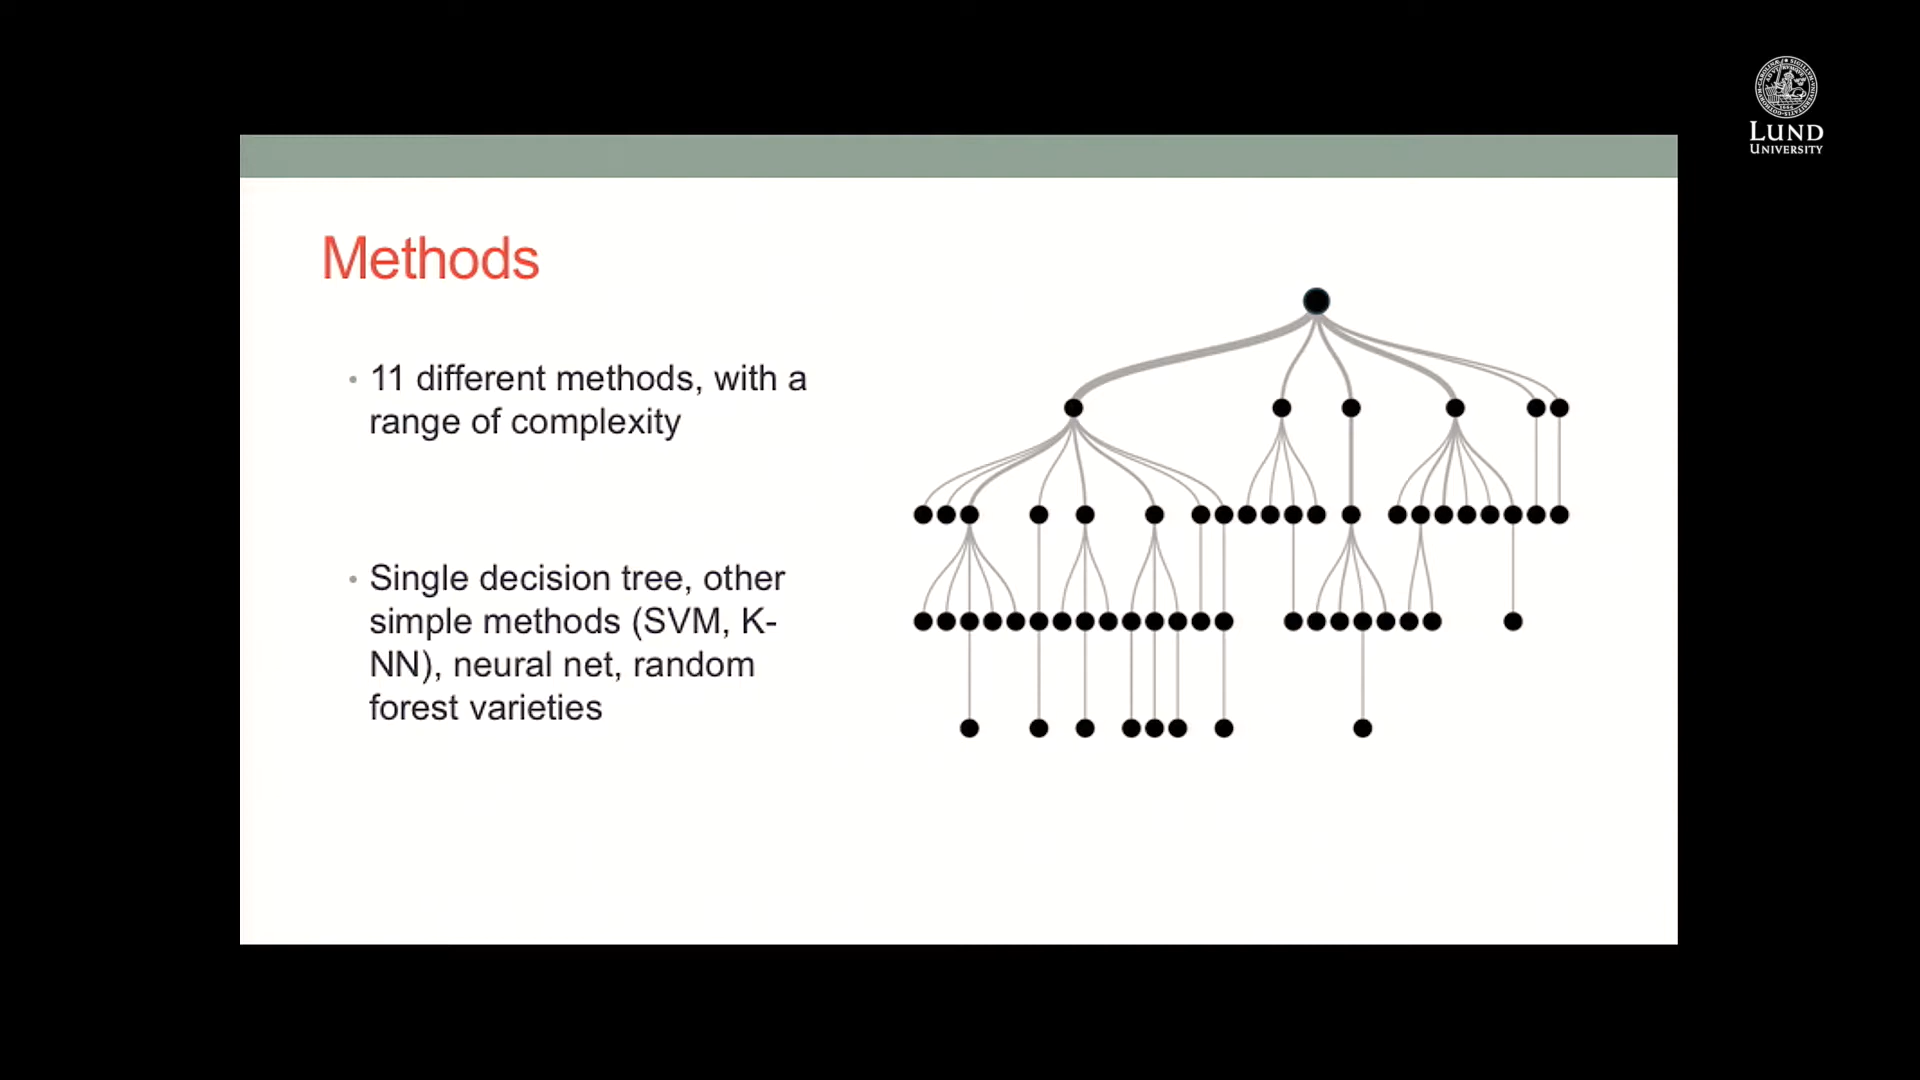 LUND
UNIVERSITY
Methods
• 11 different methods, with a
range of complexity
• Single decision tree, other
simple methods (SVM, K-
NN), neural net, random
forest varieties